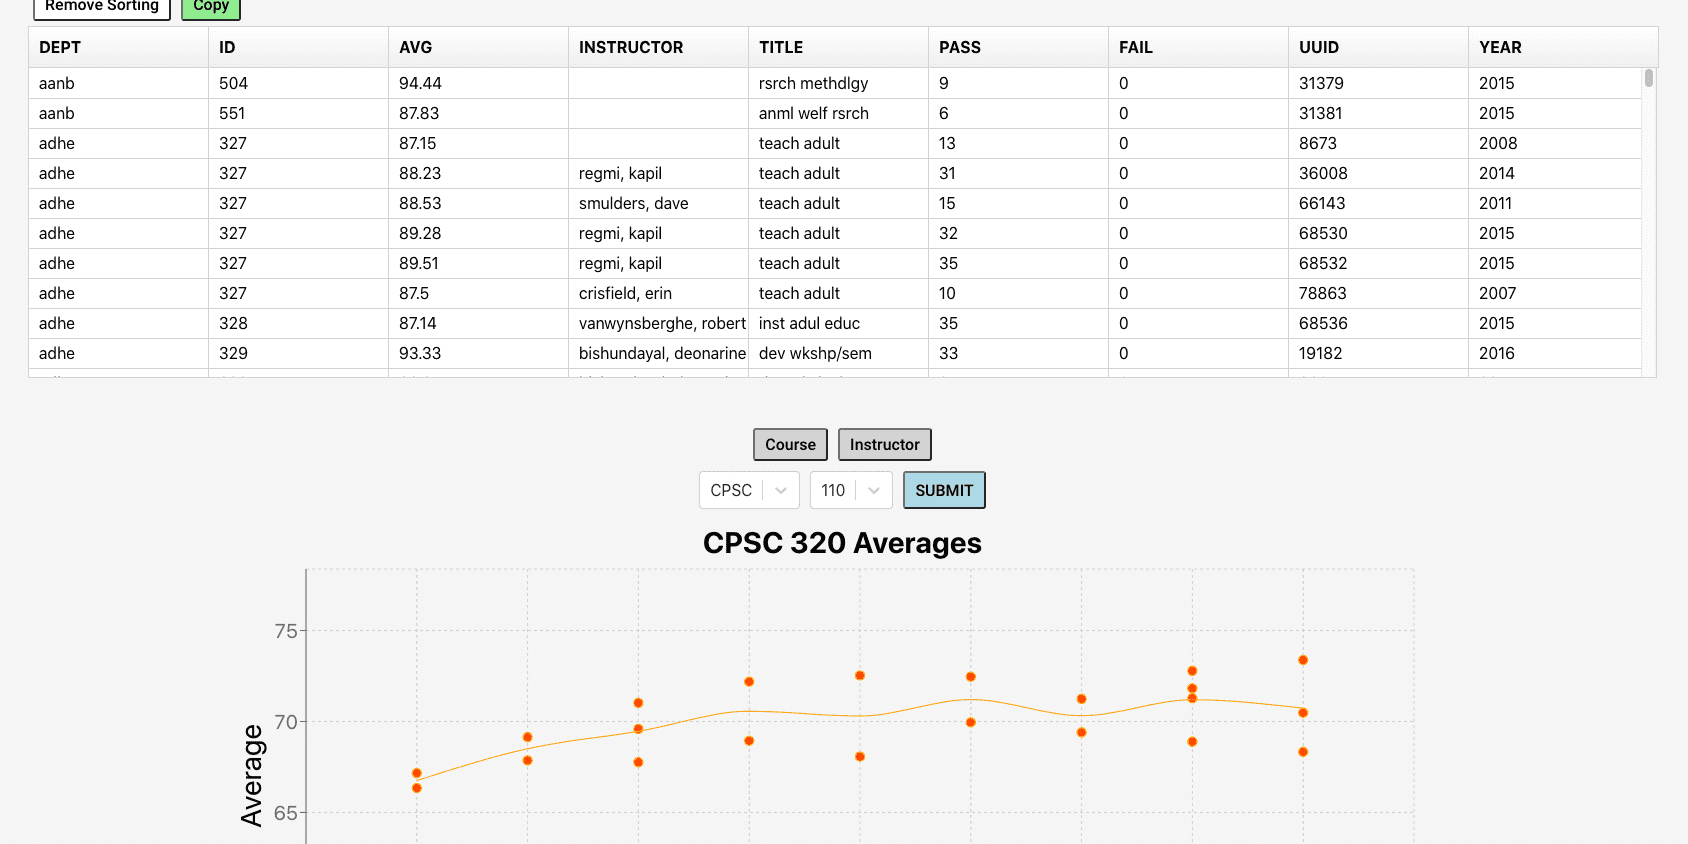 Remove Sorting Copy
DEPT ID AVG INSTRUCTOR TITLE PASS FAIL UUID YEAR
aanb 504 94.44 rsrch methdlgy 9 0 31379 2015
aanb 551 87.83 anml welf rsrch 6 0 31381 2015
adhe 327 87.15 teach adult 13 0 8673 2008
adhe 327 88.23 regmi, kapil teach adult 31 0 36008 2014
adhe 327 88.53 smulders, dave teach adult 15 0 66143 2011
adhe 327 89.28 regmi, kapil teach adult 32 0 68530 2015
adhe 327 89.51 regmi, kapil teach adult 35 0 68532 2015
adhe 327 87.5 crisfield, erin teach adult 10 0 78863 2007
adhe 328 87.14 vanwynsberghe, robert inst adul educ 35 0 68536 2015
adhe 329 93.33 bishundayal, deonarine dev wkshp/sem 33 0 19182 2016
Course Instructor
CPSC 110 SUBMIT
CPSC 320 Averages
75
70
65
Average